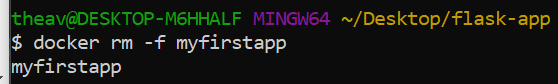 theav@DESKTOP-M6HHALF MINGW64 ~/Desktop/flask-app
$ docker rm -f myfirstapp
myfirstapp